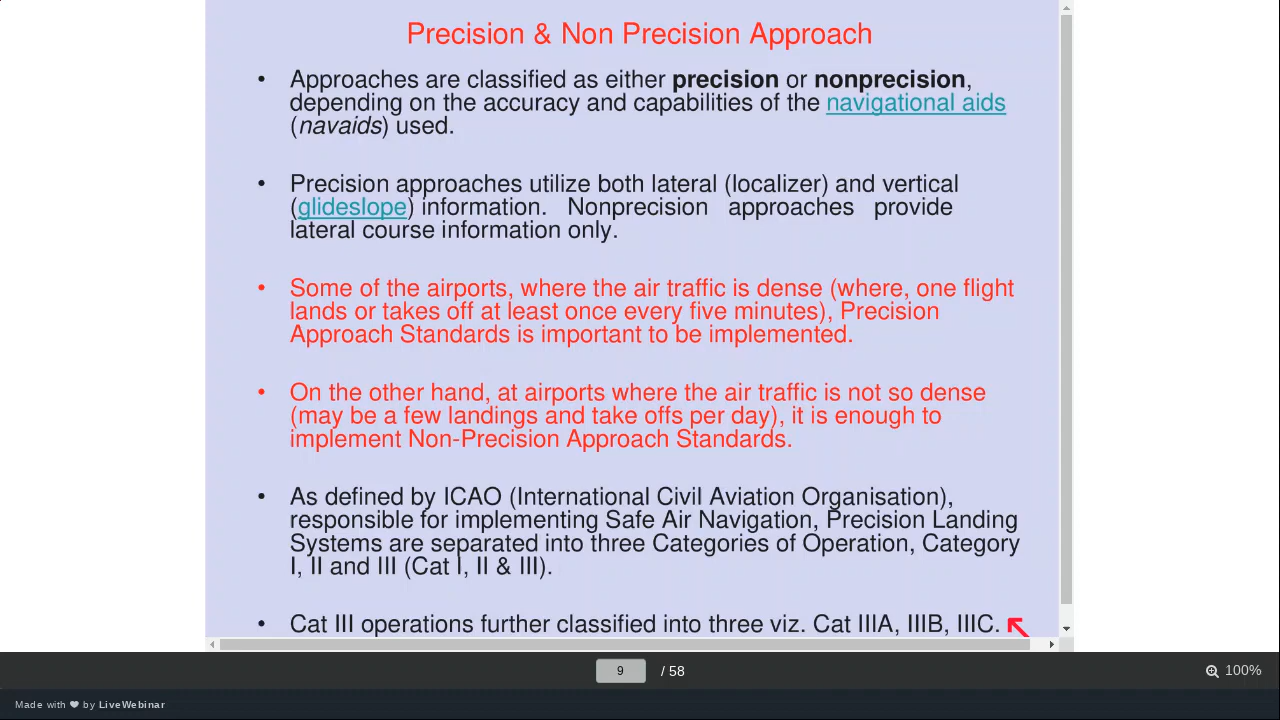 Precision & Non Precision Approach
• Approaches are classified as either precision or nonprecision,
depending on the accuracy and capabilities of the navigational aids
(navaids) used.
• Precision approaches utilize both lateral (localizer) and vertical
(glideslope) information. Nonprecision approaches provide
lateral course information only.
• Some of the airports, where the air traffic is dense (where, one flight
lands or takes off at least once every five minutes), Precision
Approach Standards is important to be implemented.
• On the other hand, at airports where the air traffic is not so dense
(may be a few landings and take offs per day), it is enough to
implement Non-Precision Approach Standards.
• As defined by ICAO (International Civil Aviation Organisation),
responsible for implementing Safe Air Navigation, Precision Landing
Systems are separated into three Categories of Operation, Category
I, II and III (Cat I, II & III).
• Cat III operations further classified into three viz. Cat IIIA, IIIB, IIIC.
9 / 58
100%
Made with ❤ by LiveWebinar